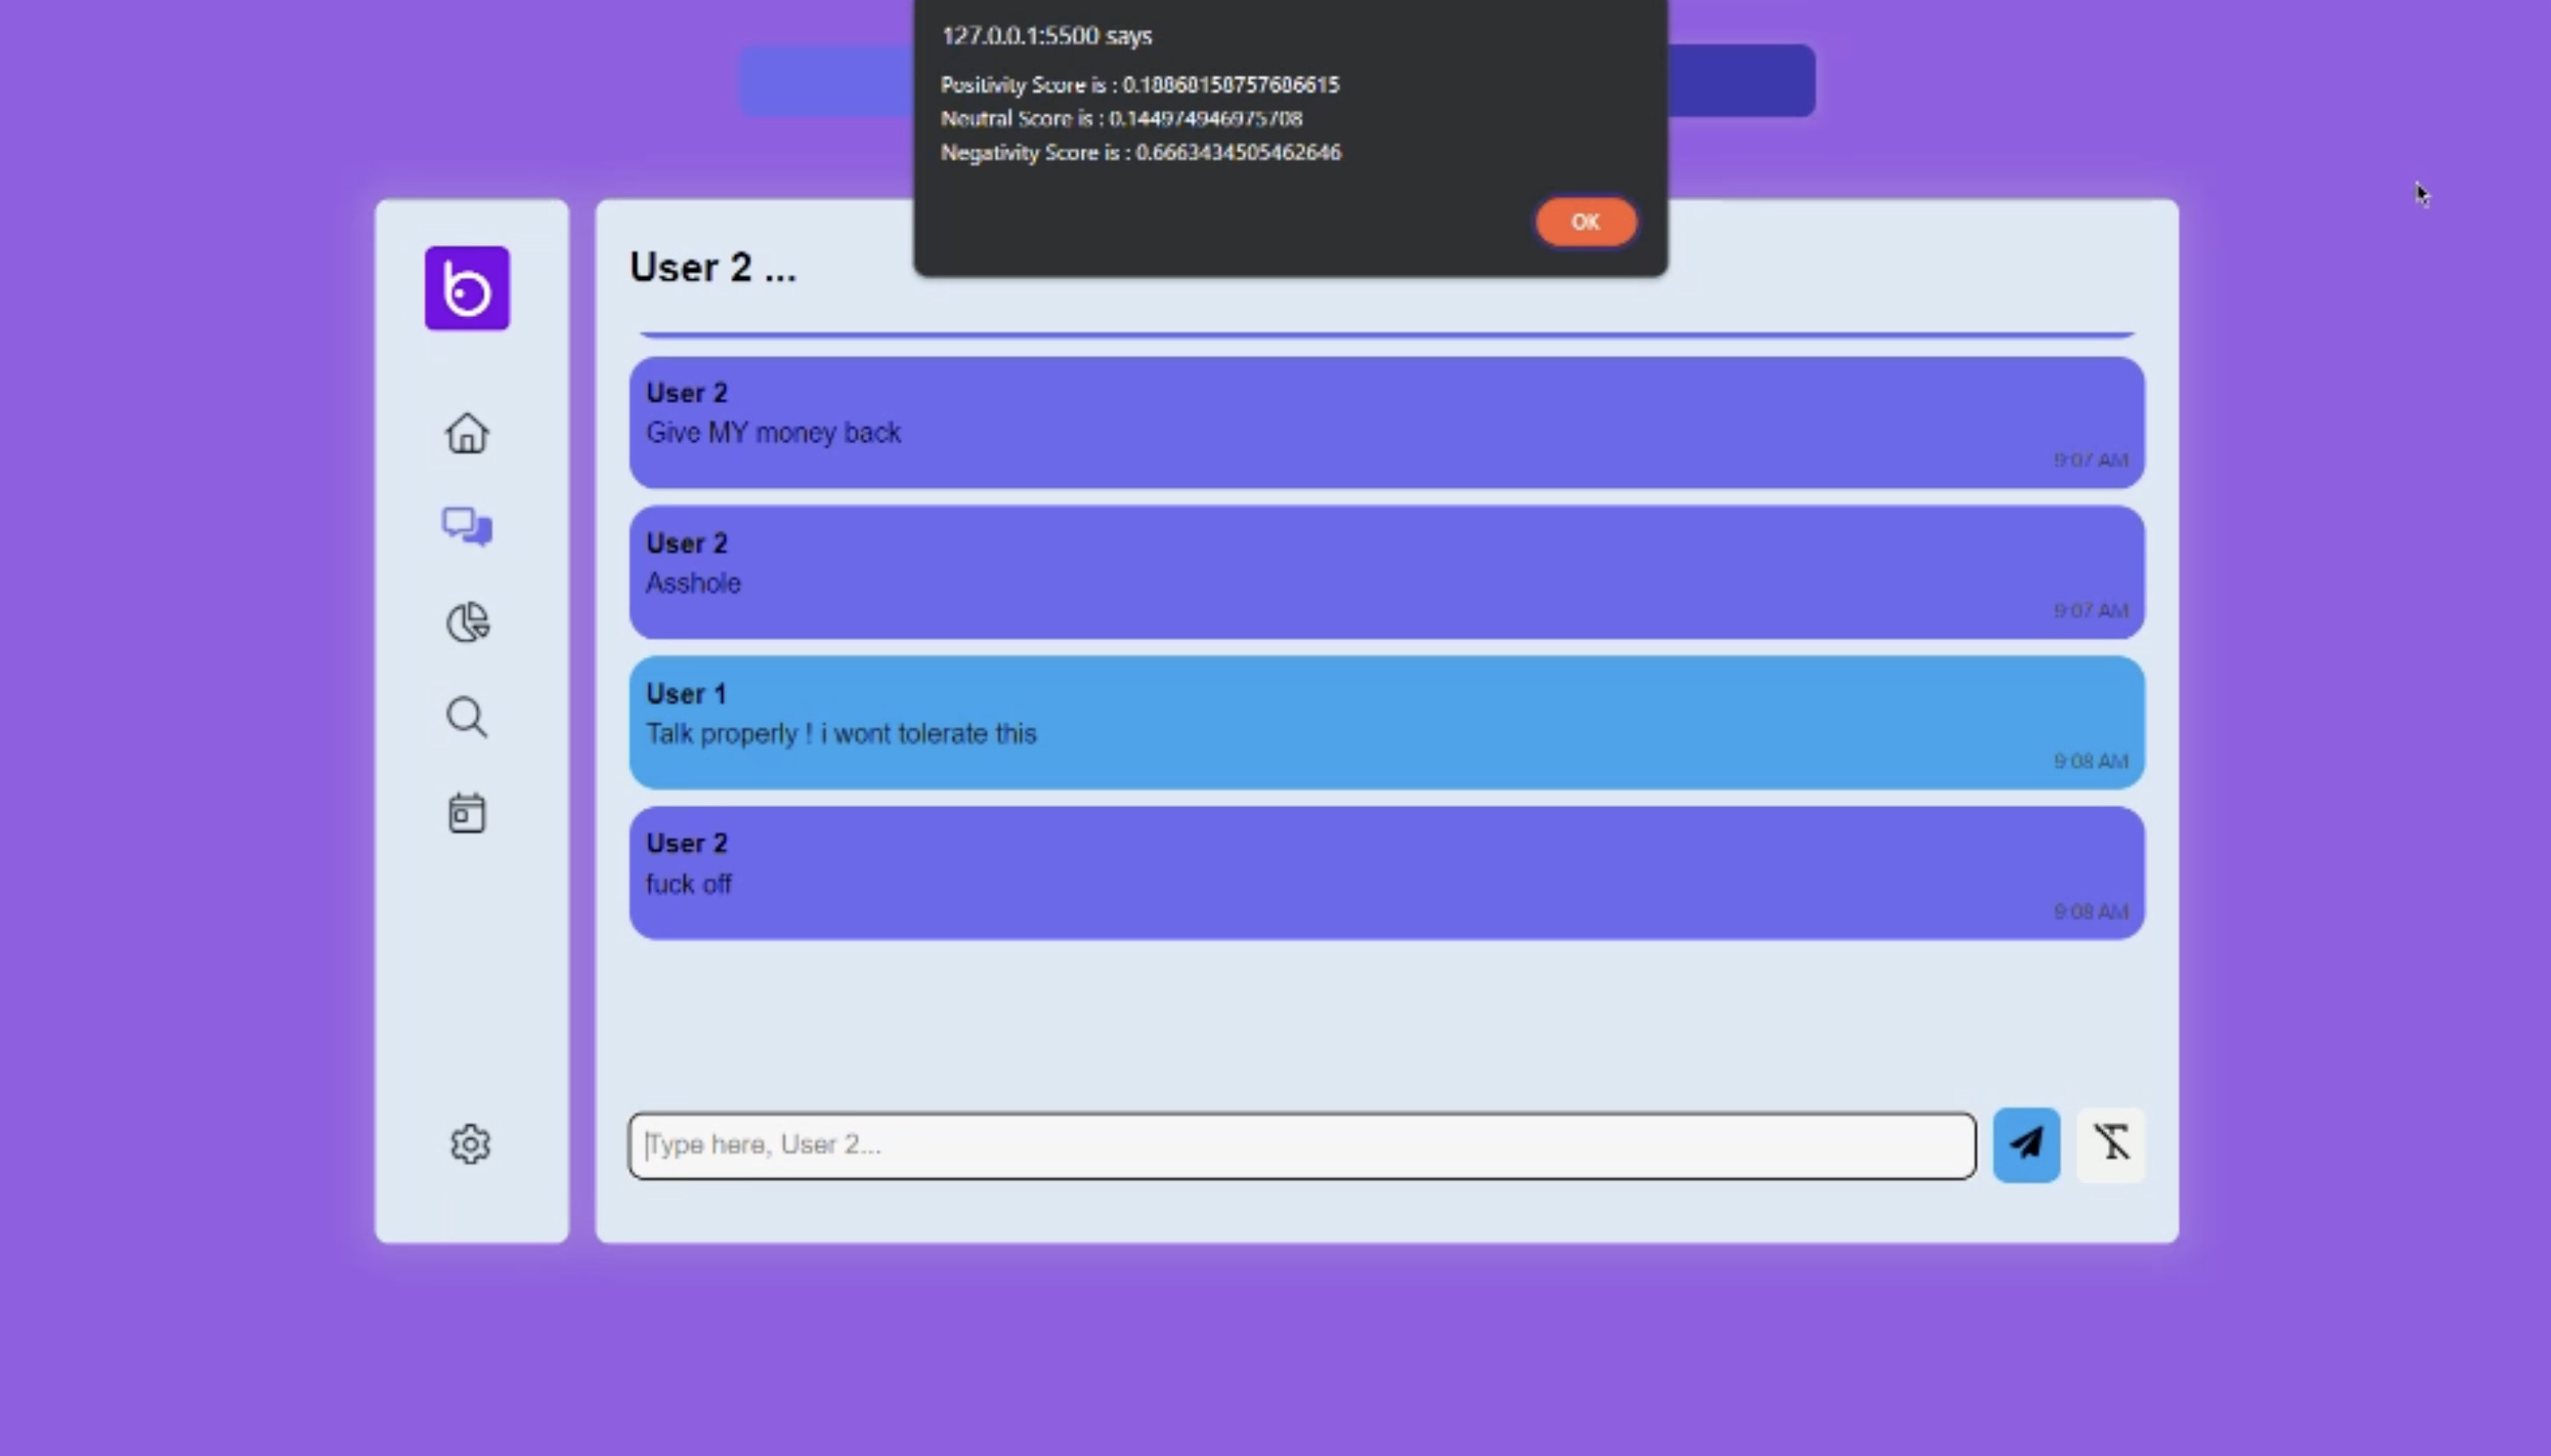 127.0.0.1:5500 says
Positivity Score is : 0.18868158757686615
Neutral Score is : 0.144974946975708
Negativity Score is : 0.6663434505462646
OK
User 2 ...
User 2
Give MY money back
9:07 AM
User 2
Asshole
9:07 AM
User 1
Talk properly ! i wont tolerate this
9:08 AM
User 2
fuck off
9:08 AM
Type here, User 2...